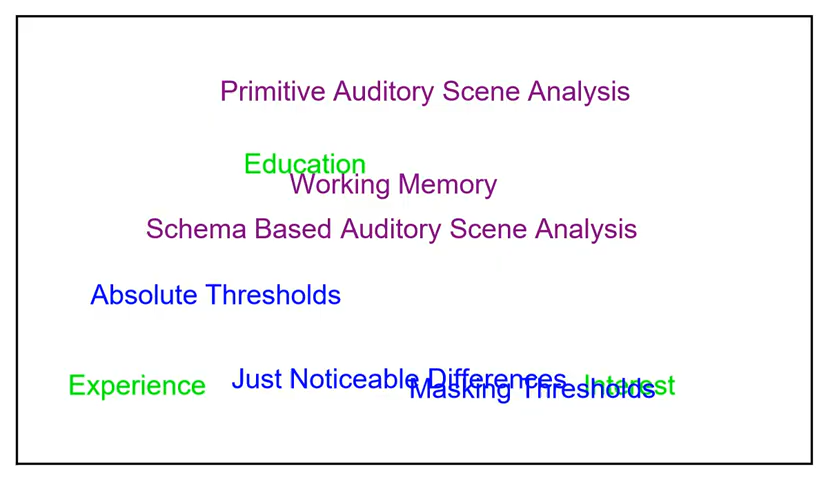 Primitive Auditory Scene Analysis
Education
Working Memory
Schema Based Auditory Scene Analysis
Absolute Thresholds
Experience
Just Noticeable Differences
Masking Thresholds
Interest